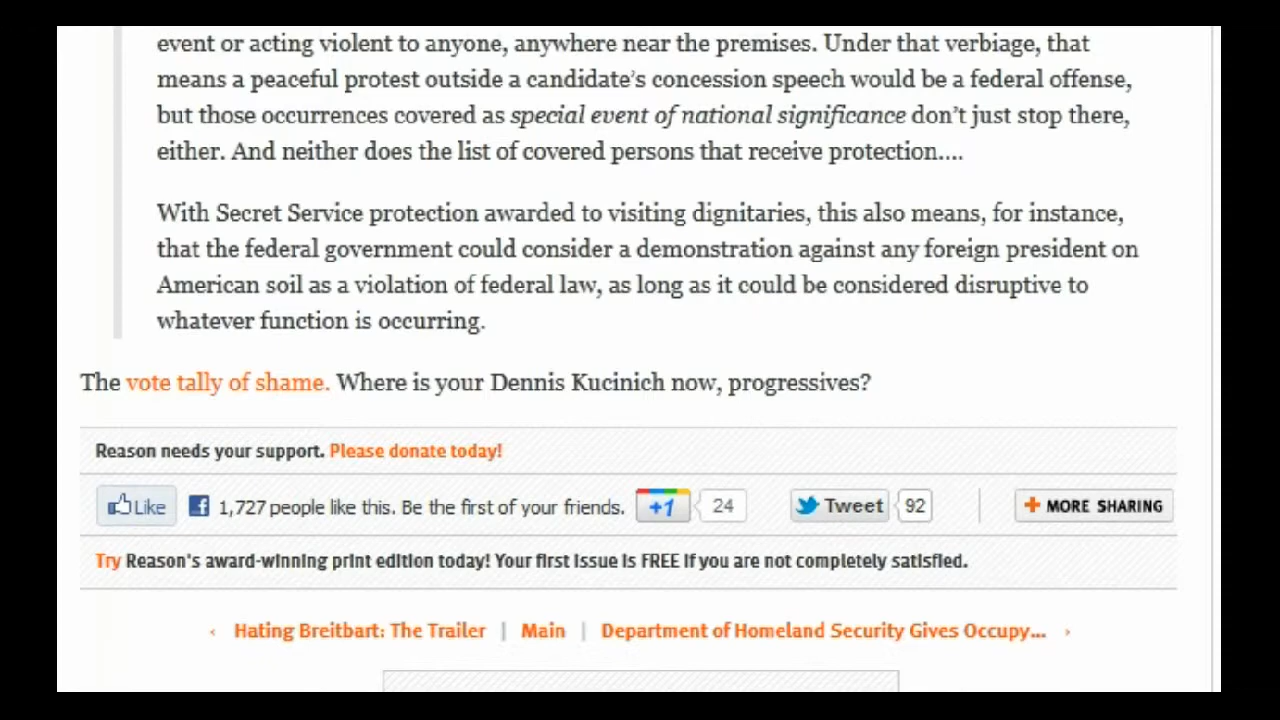 event or acting violent to anyone, anywhere near the premises. Under that verbiage, that
means a peaceful protest outside a candidate's concession speech would be a federal offense,
but those occurrences covered as special event of national significance don't just stop there,
either. And neither does the list of covered persons that receive protection....
With Secret Service protection awarded to visiting dignitaries, this also means, for instance,
that the federal government could consider a demonstration against any foreign president on
American soil as a violation of federal law, as long as it could be considered disruptive to
whatever function is occurring.
The vote tally of shame. Where is your Dennis Kucinich now, progressives?
Reason needs your support. Please donate today!
Like 1,727 people like this. Be the first of your friends. +1 24 Tweet 92 + MORE SHARING
Try Reason's award-winning print edition today! Your first issue is FREE if you are not completely satisfied.
‹ Hating Breitbart: The Trailer | Main | Department of Homeland Security Gives Occupy... ›